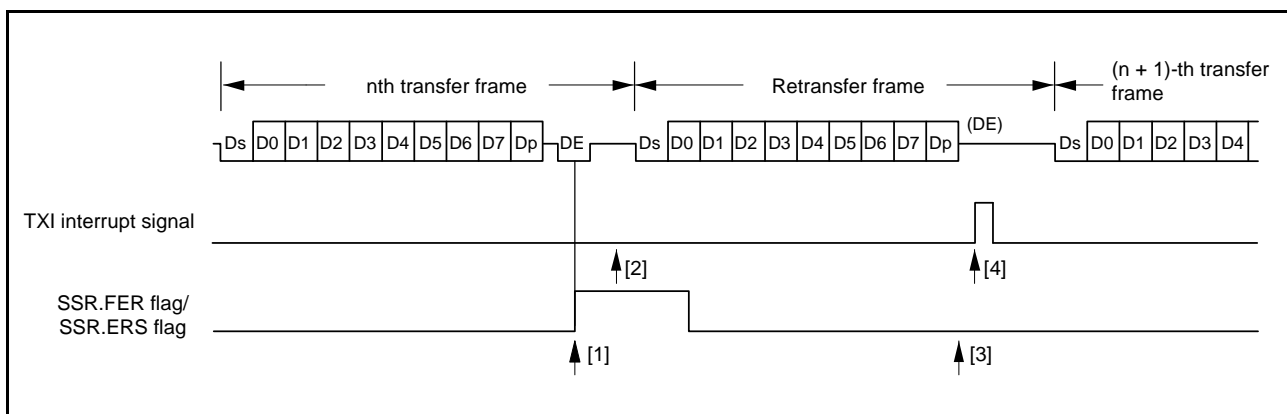 nth transfer frame
Retransfer frame
(n + 1)-th transfer
frame
Ds D0 D1 D2 D3 D4 D5 D6 D7 Dp DE Ds D0 D1 D2 D3 D4 D5 D6 D7 Dp (DE) Ds D0 D1 D2 D3 D4
TXI interrupt signal
[2] [4]
SSR.FER flag/
SSR.ERS flag
[1] [3]